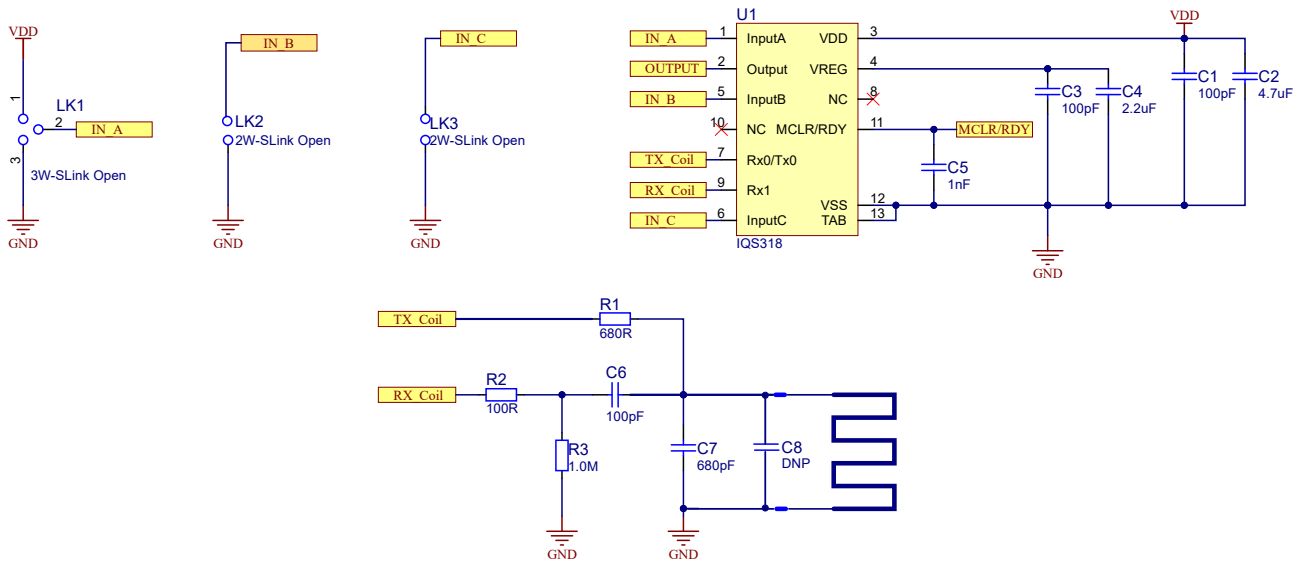 VDD
1
LK1
2
IN_A
3
3W-SLink Open
GND
IN_B
LK2
2W-SLink Open
GND
IN_C
LK3
2W-SLink Open
GND
U1
IN_A 1 InputA VDD 3
OUTPUT 2 Output VREG 4
IN_B 5 InputB NC 8
10 NC MCLR/RDY 11 MCLR/RDY
TX_Coil 7 Rx0/Tx0
RX_Coil 9 Rx1 VSS 12
IN_C 6 InputC TAB 13
IQS318
VDD
C1
100pF
C2
4.7uF
C3
100pF
C4
2.2uF
C5
1nF
GND
TX_Coil
R1
680R
RX_Coil
R2
100R
C6
100pF
R3
1.0M
C7
680pF
C8
DNP
GND
GND